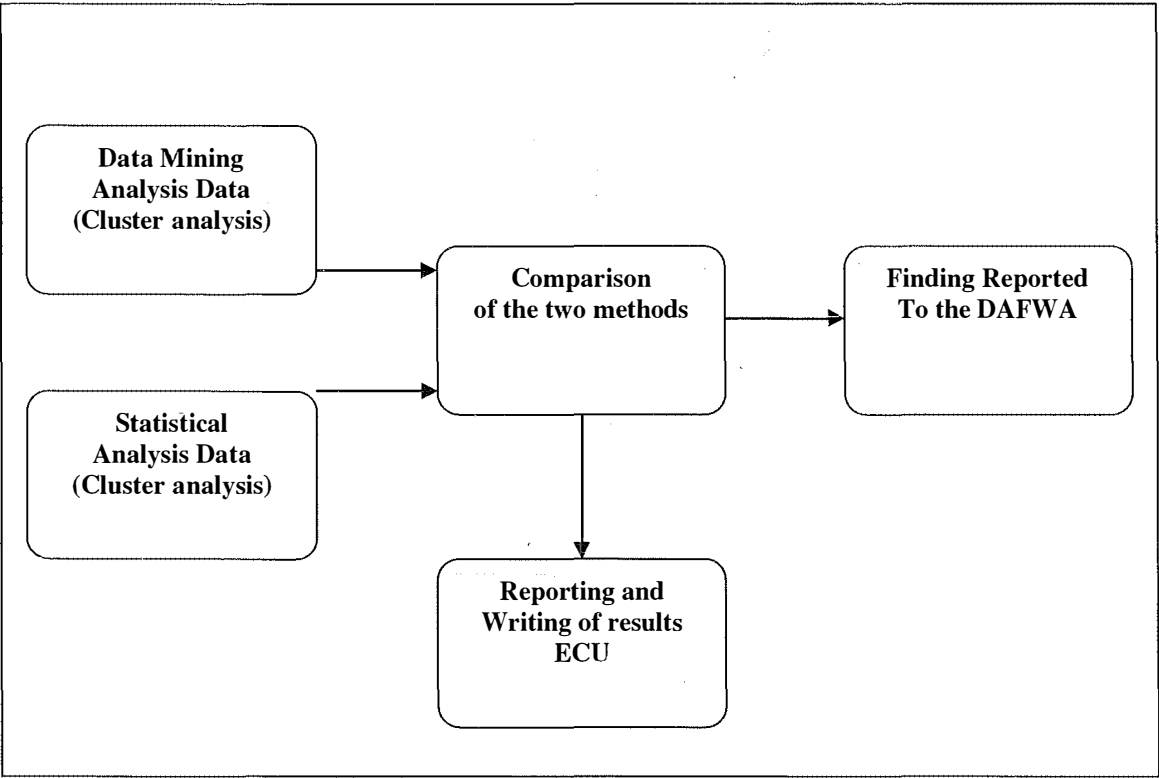 Data Mining
Analysis Data
(Cluster analysis)
Comparison
of the two methods
Finding Reported
To the DAFWA
Statistical
Analysis Data
(Cluster analysis)
Reporting and
Writing of results
ECU